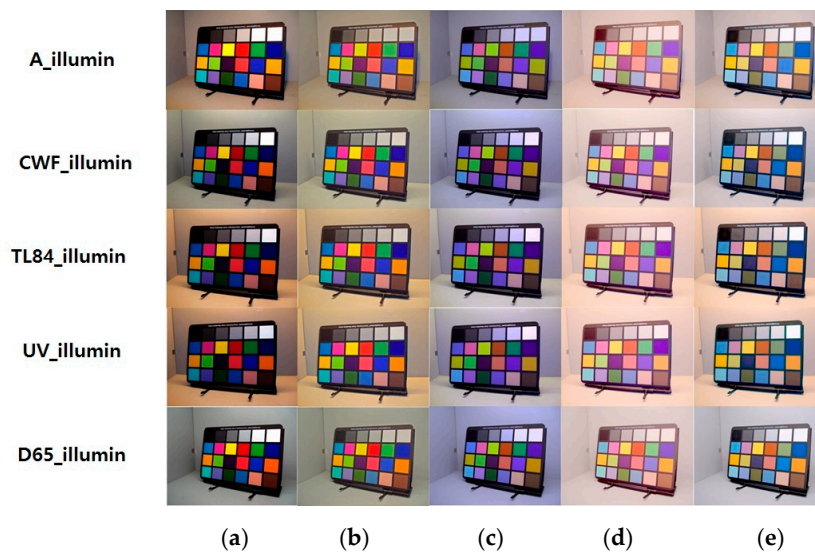 A_illumin
CWF_illumin
TL84_illumin
UV_illumin
D65_illumin
(a) (b) (c) (d) (e)